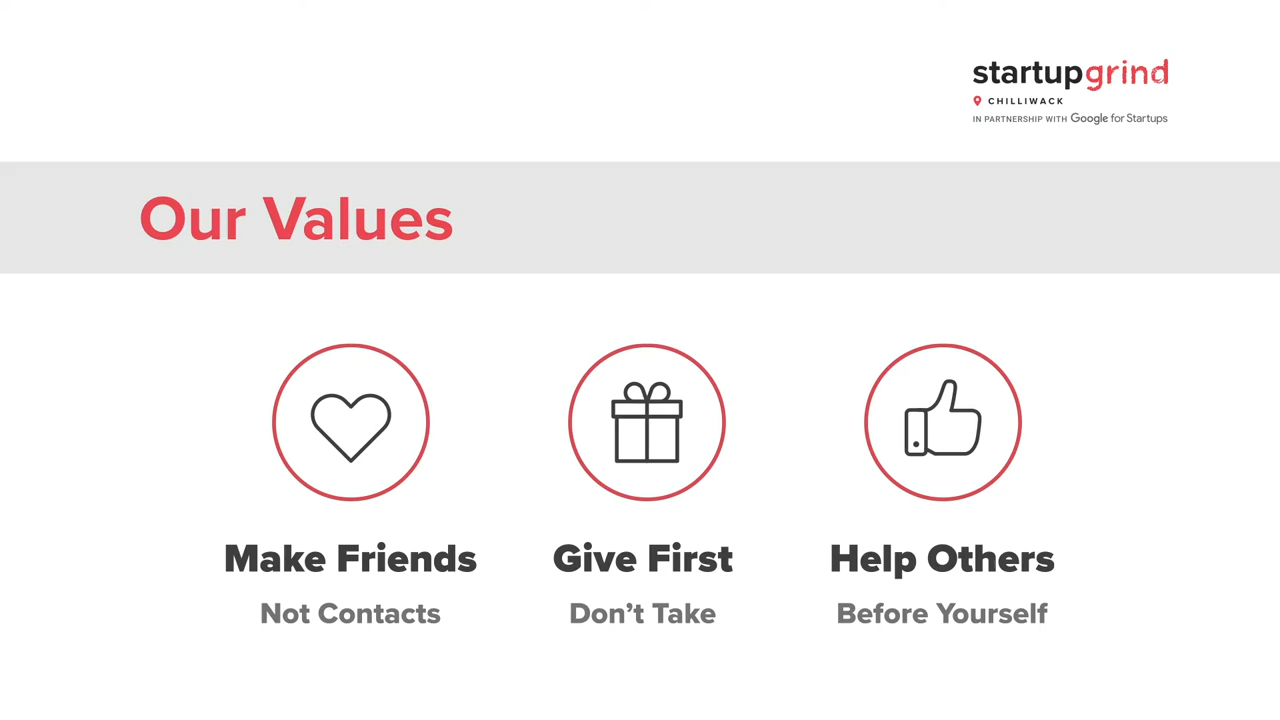 startupgrind
CHILLIWACK
IN PARTNERSHIP WITH Google for Startups
Our Values
Make Friends
Not Contacts
Give First
Don’t Take
Help Others
Before Yourself